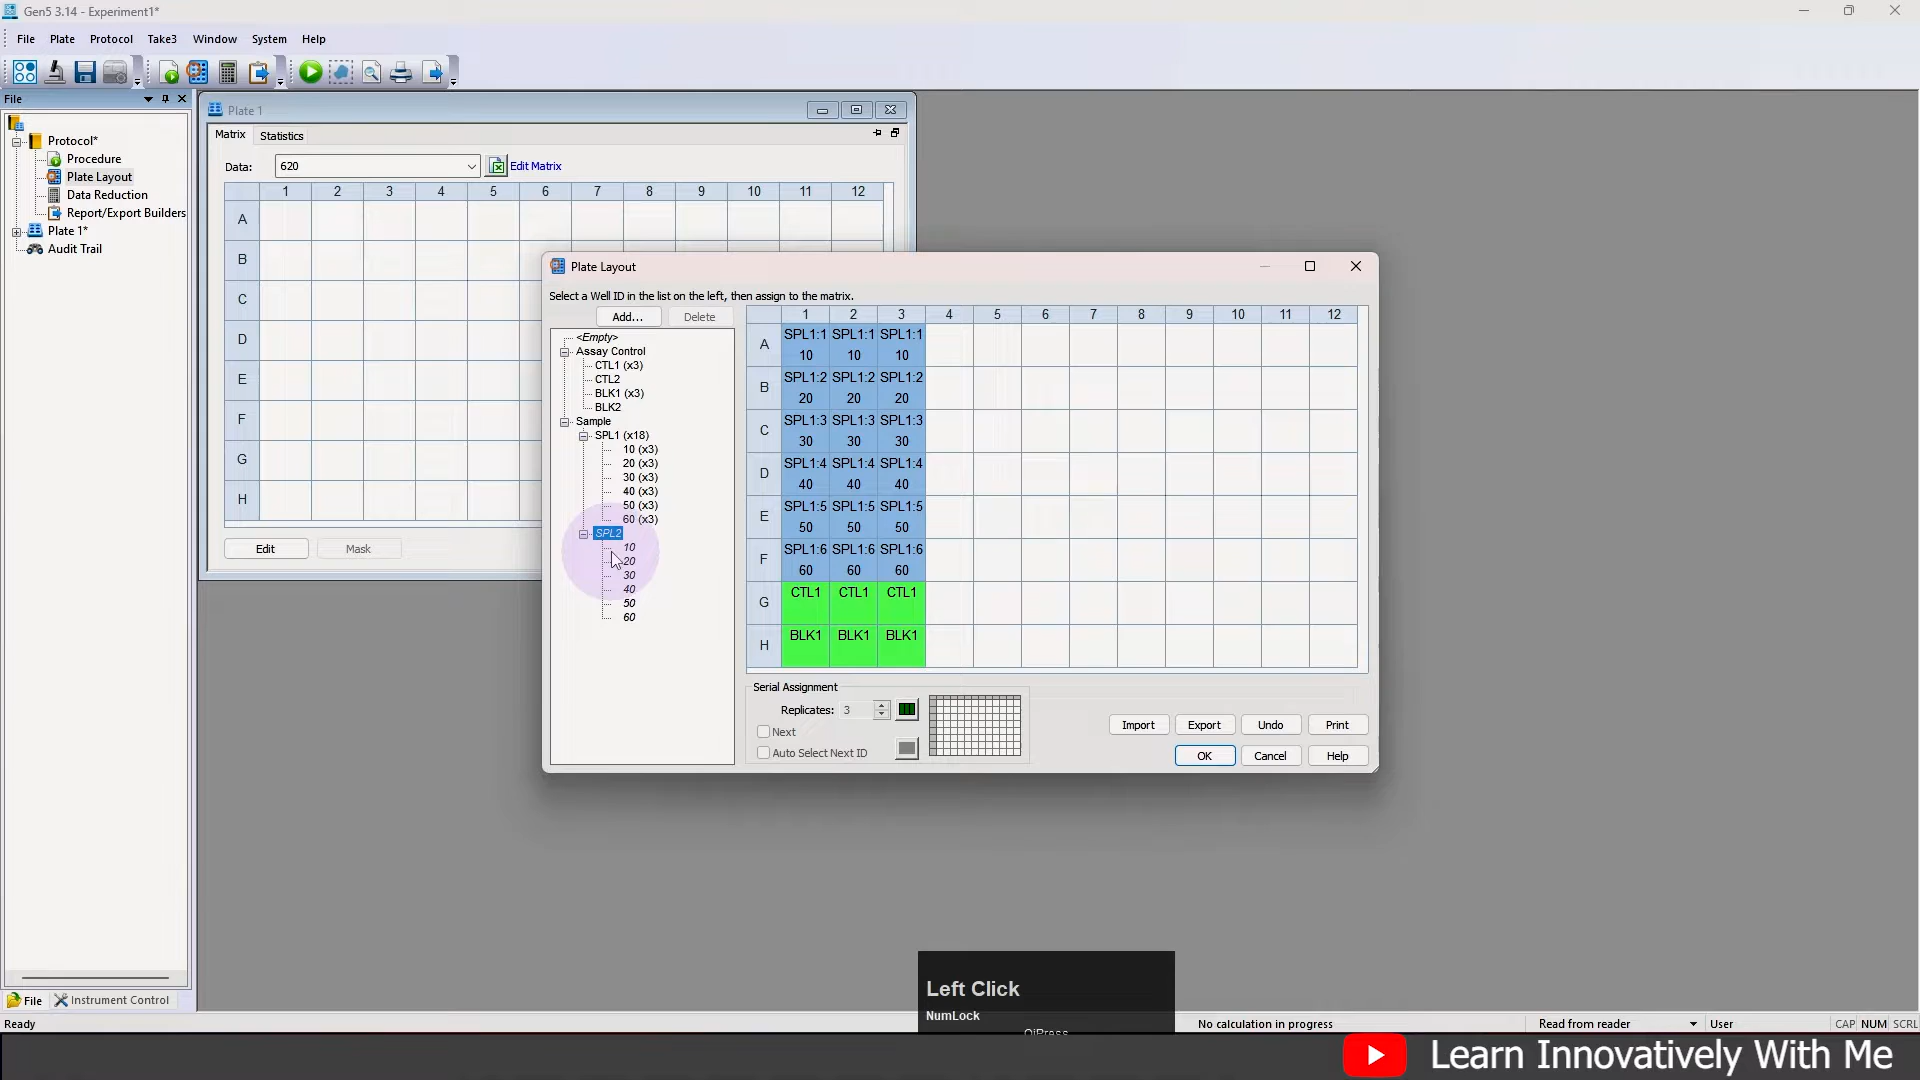 Gen5 3.14 - Experiment1*
File Plate Protocol Take3 Window System Help
File
Protocol*
Procedure
Plate Layout
Data Reduction
Report/Export Builders
Plate 1*
Audit Trail
Plate 1
Matrix Statistics
Data: 620 Edit Matrix
1 2 3 4 5 6 7 8 9 10 11 12
A
B
C
D
E
F
G
H
Edit Mask
Plate Layout
Select a Well ID in the list on the left, then assign to the matrix.
Add... Delete
<Empty>
Assay Control
CTL1 (x3)
CTL2
BLK1 (x3)
BLK2
Sample
SPL1 (x18)
10 (x3)
20 (x3)
30 (x3)
40 (x3)
50 (x3)
60 (x3)
SPL2
10
20
30
40
50
60
1 2 3 4 5 6 7 8 9 10 11 12
A SPL1:1 SPL1:1 SPL1:1
10 10 10
B SPL1:2 SPL1:2 SPL1:2
20 20 20
C SPL1:3 SPL1:3 SPL1:3
30 30 30
D SPL1:4 SPL1:4 SPL1:4
40 40 40
E SPL1:5 SPL1:5 SPL1:5
50 50 50
F SPL1:6 SPL1:6 SPL1:6
60 60 60
G CTL1 CTL1 CTL1
H BLK1 BLK1 BLK1
Serial Assignment
Replicates: 3
Next
Auto Select Next ID
Import Export Undo Print
OK Cancel Help
Left Click
NumLock
QiPress
File Instrument Control
Ready No calculation in progress Read from reader User CAP NUM SCRL
Learn Innovatively With Me